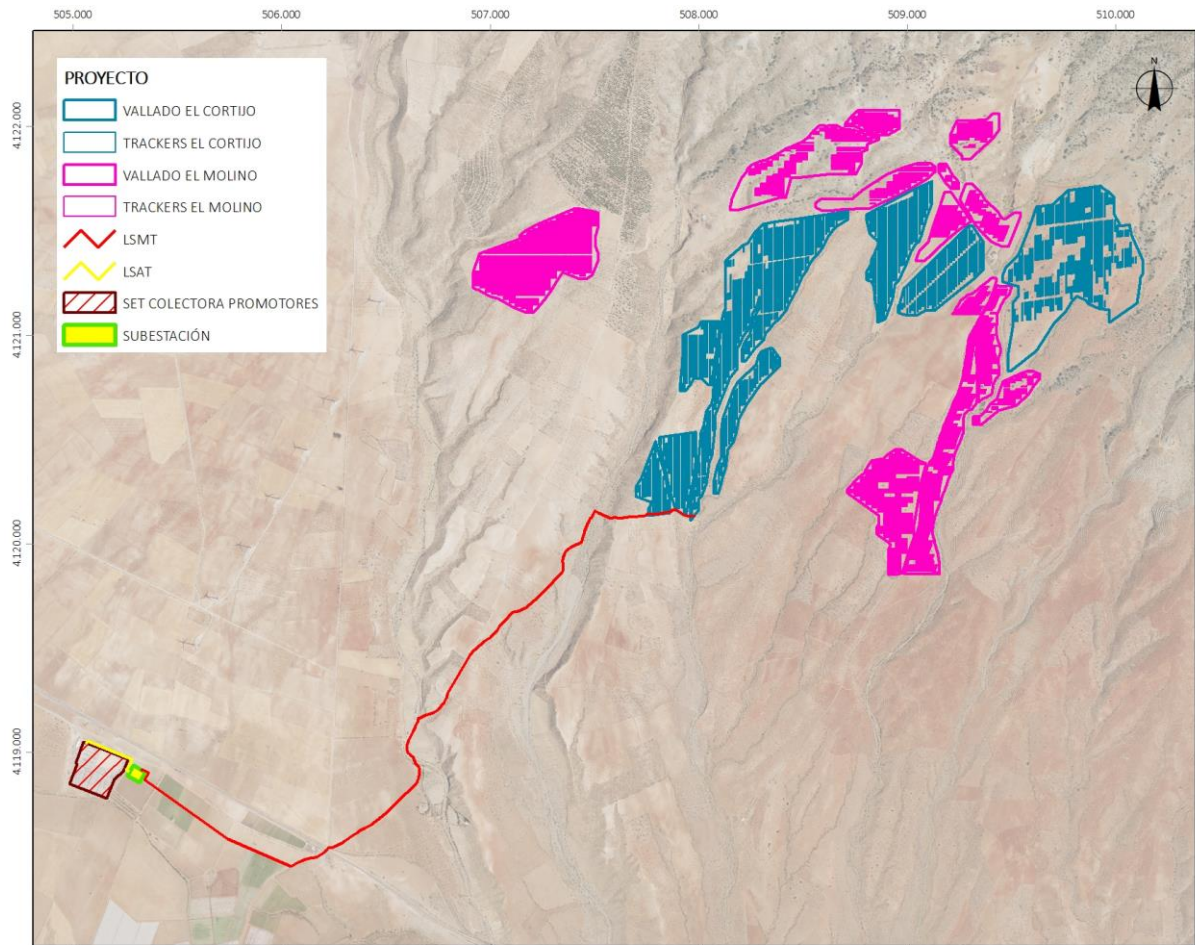 505.000 506.000 507.000 508.000 509.000 510.000
N
4.122.000
4.121.000
4.120.000
4.119.000
PROYECTO
VALLADO EL CORTIJO
TRACKERS EL CORTIJO
VALLADO EL MOLINO
TRACKERS EL MOLINO
LSMT
LSAT
SET COLECTORA PROMOTORES
SUBESTACIÓN